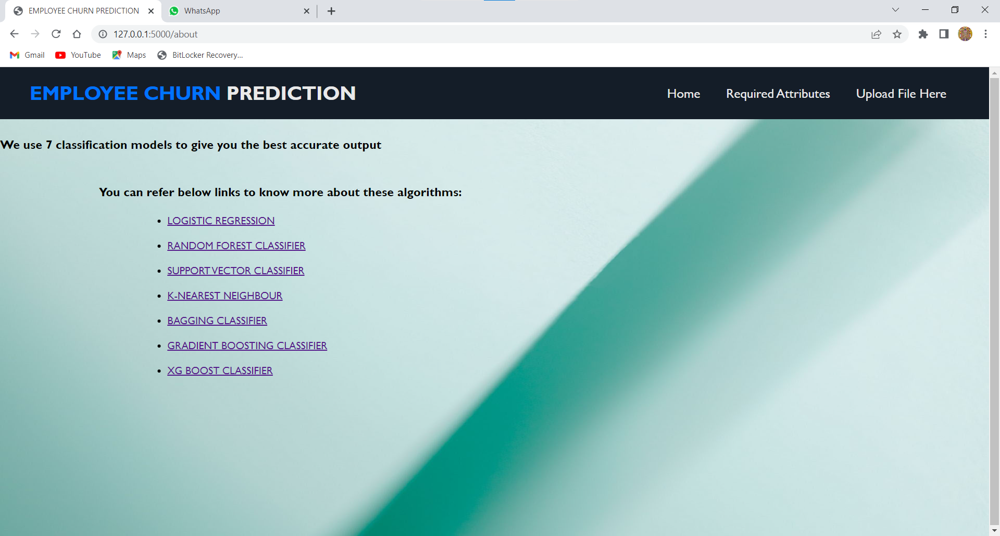 EMPLOYEE CHURN PREDICTION
WhatsApp
127.0.0.1:5000/about
Gmail
YouTube
Maps
BitLocker Recovery...
EMPLOYEE CHURN PREDICTION
Home
Required Attributes
Upload File Here
We use 7 classification models to give you the best accurate output
You can refer below links to know more about these algorithms:
LOGISTIC REGRESSION
RANDOM FOREST CLASSIFIER
SUPPORT VECTOR CLASSIFIER
K-NEAREST NEIGHBOUR
BAGGING CLASSIFIER
GRADIENT BOOSTING CLASSIFIER
XG BOOST CLASSIFIER